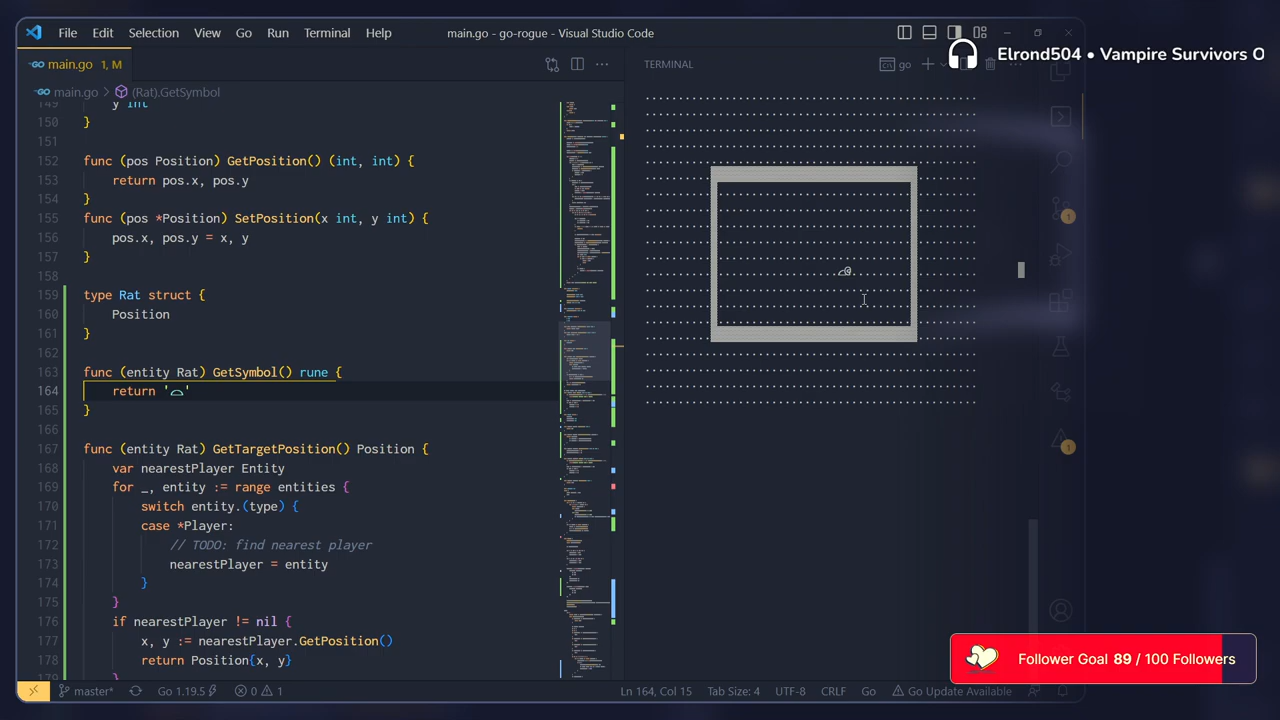 File Edit Selection View Go Run Terminal Help
main.go - go-rogue - Visual Studio Code
Elrond504 • Vampire Survivors O
main.go 1, M
TERMINAL
go
main.go > (Rat).GetSymbol
149 y int
150 }
151
152 func (pos Position) GetPosition() (int, int) {
153 return pos.x, pos.y
154 }
155 func (pos *Position) SetPosition(x int, y int) {
156 pos.x, pos.y = x, y
157 }
158
159 type Rat struct {
160 Position
161 }
162
163 func (entity Rat) GetSymbol() rune {
164 return '⌓'
165 }
166
167 func (entity Rat) GetTargetPosition() Position {
168 var nearestPlayer Entity
169 for _, entity := range entities {
170 switch entity.(type) {
171 case *Player:
172 // TODO: find nearest player
173 nearestPlayer = entity
174 }
175 }
176 if nearestPlayer != nil {
177 x, y := nearestPlayer.GetPosition()
178 return Position{x, y}
179 }
1
1
Follower Goal 89 / 100 Followers
master* Go 1.19.5 0 1 Ln 164, Col 15 Tab Size: 4 UTF-8 CRLF Go Go Update Available